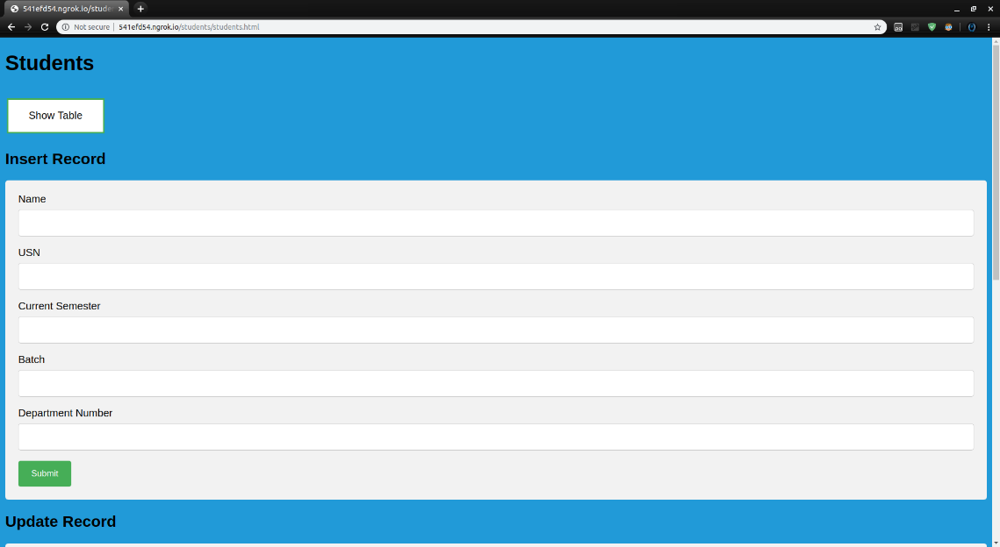 541efd54.ngrok.io/stude
Not secure | 541efd54.ngrok.io/students/students.html
Students
Show Table
Insert Record
Name
USN
Current Semester
Batch
Department Number
Submit
Update Record